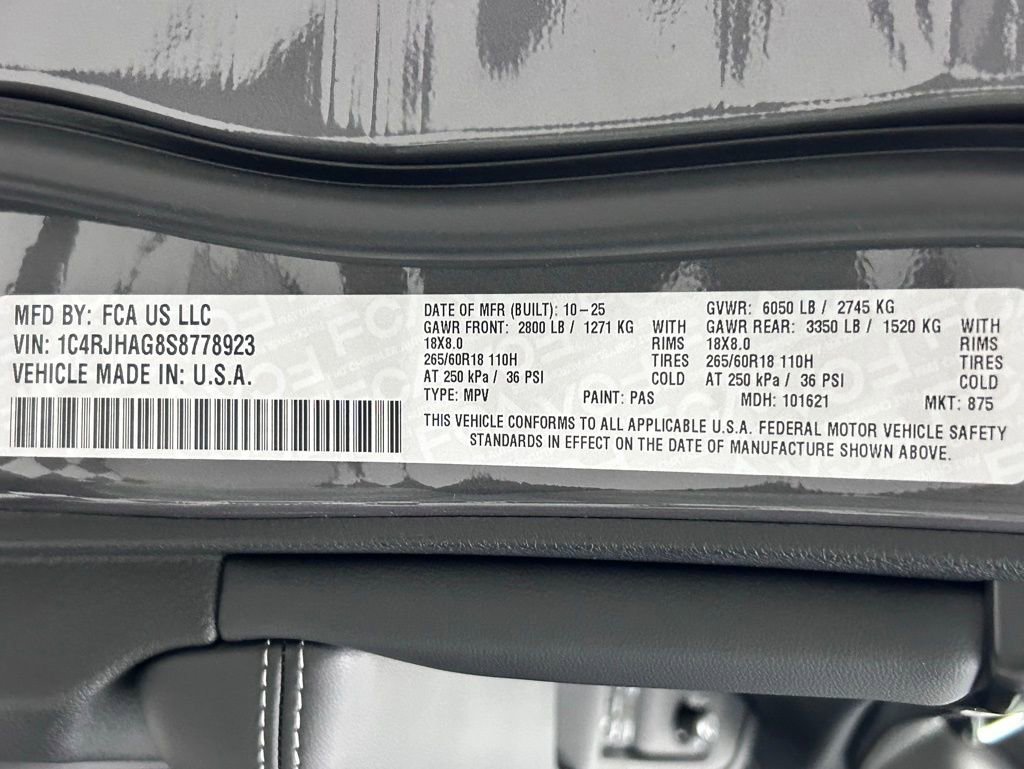 MFD BY: FCA US LLC
VIN: 1C4RJHAG8S8778923
VEHICLE MADE IN: U.S.A.
DATE OF MFR (BUILT): 10-25 GVWR: 6050 LB / 2745 KG
GAWR FRONT: 2800 LB / 1271 KG WITH GAWR REAR: 3350 LB / 1520 KG WITH
18X8.0 RIMS 18X8.0 RIMS
265/60R18 110H TIRES 265/60R18 110H TIRES
AT 250 kPa / 36 PSI COLD AT 250 kPa / 36 PSI COLD
TYPE: MPV PAINT: PAS MDH: 101621 MKT: 875
THIS VEHICLE CONFORMS TO ALL APPLICABLE U.S.A. FEDERAL MOTOR VEHICLE SAFETY
STANDARDS IN EFFECT ON THE DATE OF MANUFACTURE SHOWN ABOVE.